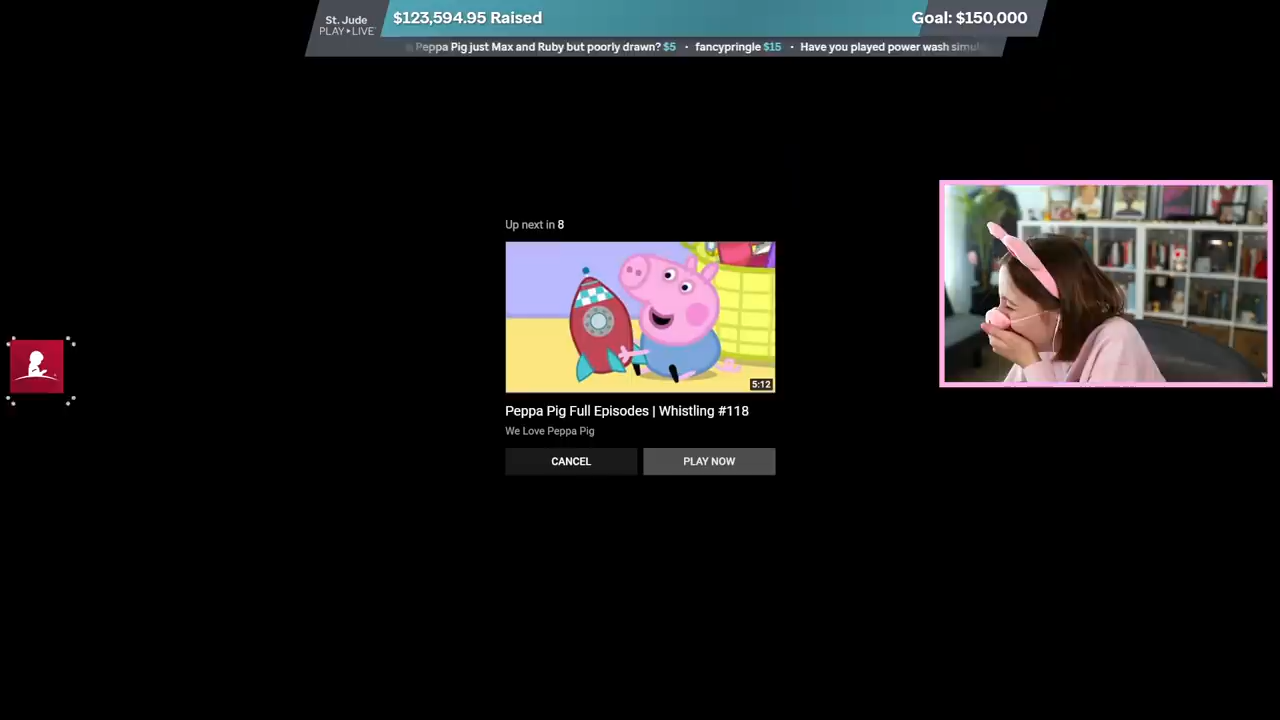 St. Jude
PLAY LIVE
$123,594.95 Raised
Goal: $150,000
Peppa Pig just Max and Ruby but poorly drawn? $5 • fancypringle $15 • Have you played power wash
Up next in 8
5:12
Peppa Pig Full Episodes | Whistling #118
We Love Peppa Pig
CANCEL
PLAY NOW